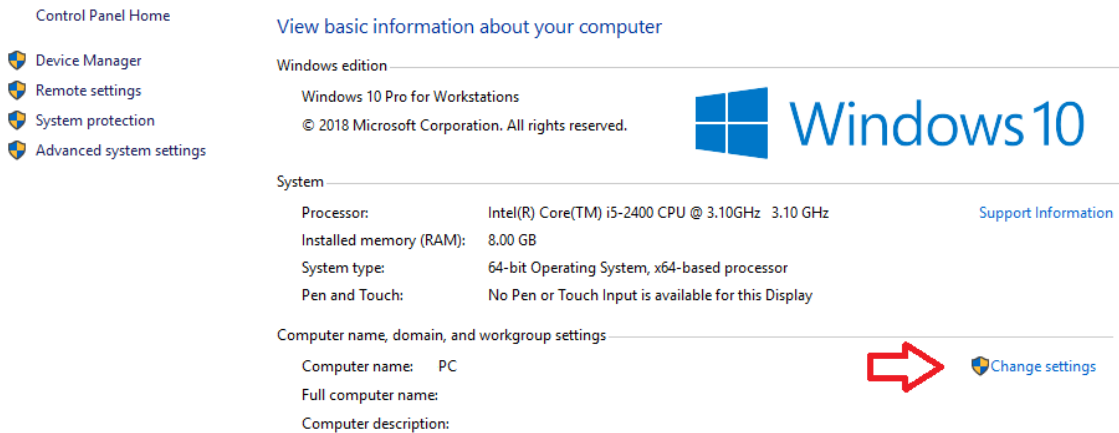 Control Panel Home
Device Manager
Remote settings
System protection
Advanced system settings
View basic information about your computer
Windows edition
Windows 10 Pro for Workstations
© 2018 Microsoft Corporation. All rights reserved.
Windows 10
System
Processor: Intel(R) Core(TM) i5-2400 CPU @ 3.10GHz 3.10 GHz Support Information
Installed memory (RAM): 8.00 GB
System type: 64-bit Operating System, x64-based processor
Pen and Touch: No Pen or Touch Input is available for this Display
Computer name, domain, and workgroup settings
Computer name: PC Change settings
Full computer name:
Computer description: